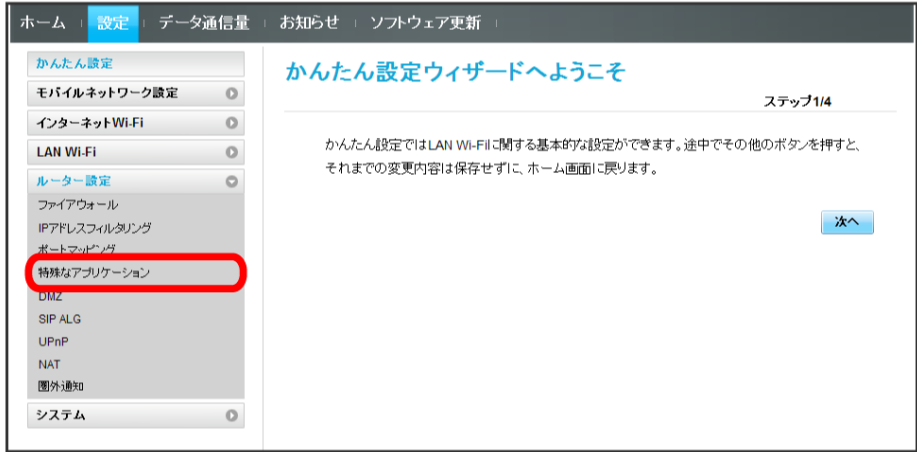 ホーム 設定 データ通信量 お知らせ ソフトウェア更新
かんたん設定
モバイルネットワーク設定
インターネットWi-Fi
LAN Wi-Fi
ルーター設定
ファイアウォール
IPアドレスフィルタリング
ポートマッピング
特殊なアプリケーション
DMZ
SIP ALG
UPnP
NAT
圏外通知
システム
かんたん設定ウィザードへようこそ
ステップ1/4
かんたん設定ではLAN Wi-Fiに関する基本的な設定ができます。途中でその他のボタンを押すと、
それまでの変更内容は保存せずに、ホーム画面に戻ります。
次へ